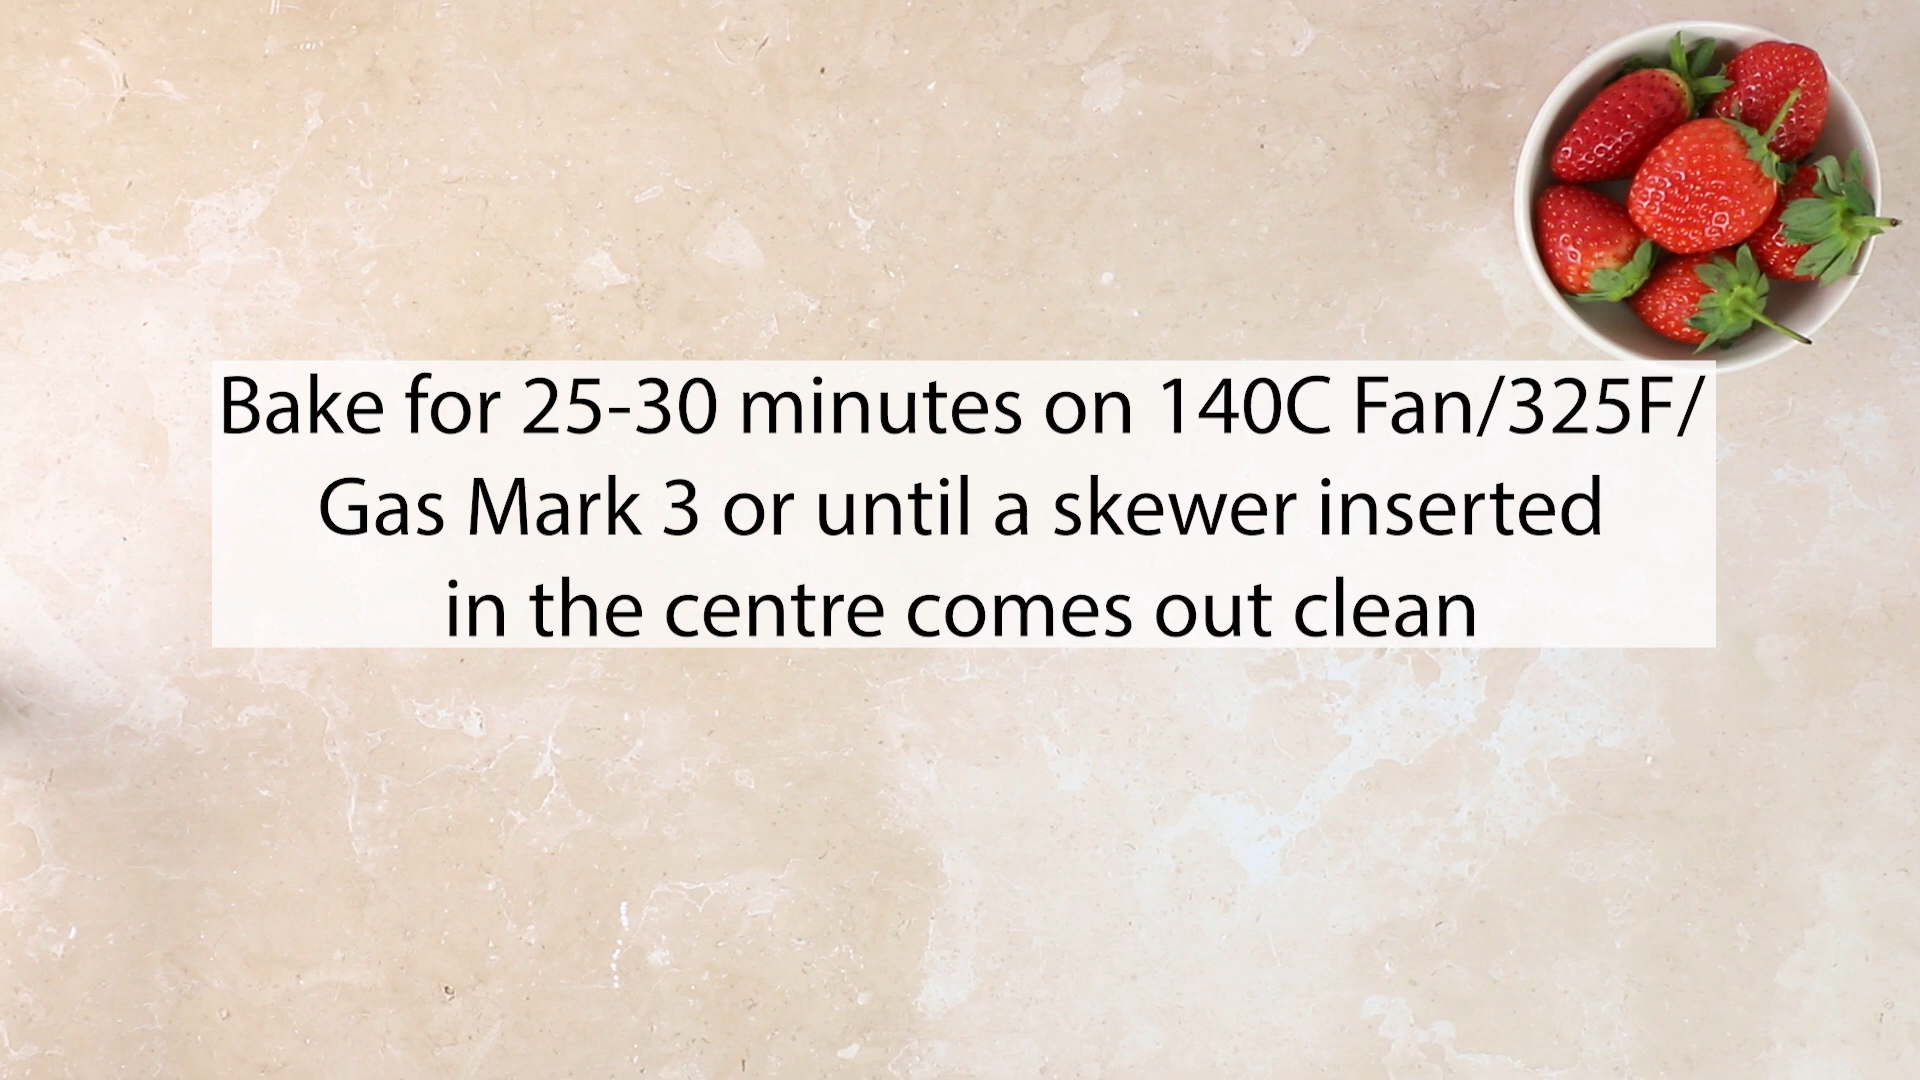 Bake for 25-30 minutes on 140C Fan/325F/
Gas Mark 3 or until a skewer inserted
in the centre comes out clean